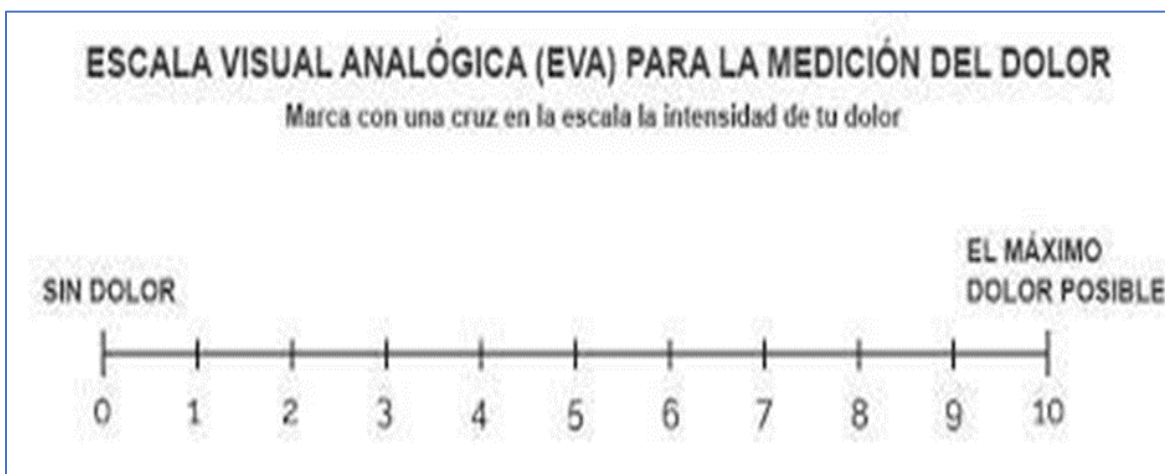 ESCALA VISUAL ANALÓGICA (EVA) PARA LA MEDICIÓN DEL DOLOR
Marca con una cruz en la escala la intensidad de tu dolor
SIN DOLOR
EL MÁXIMO
DOLOR POSIBLE
0 1 2 3 4 5 6 7 8 9 10